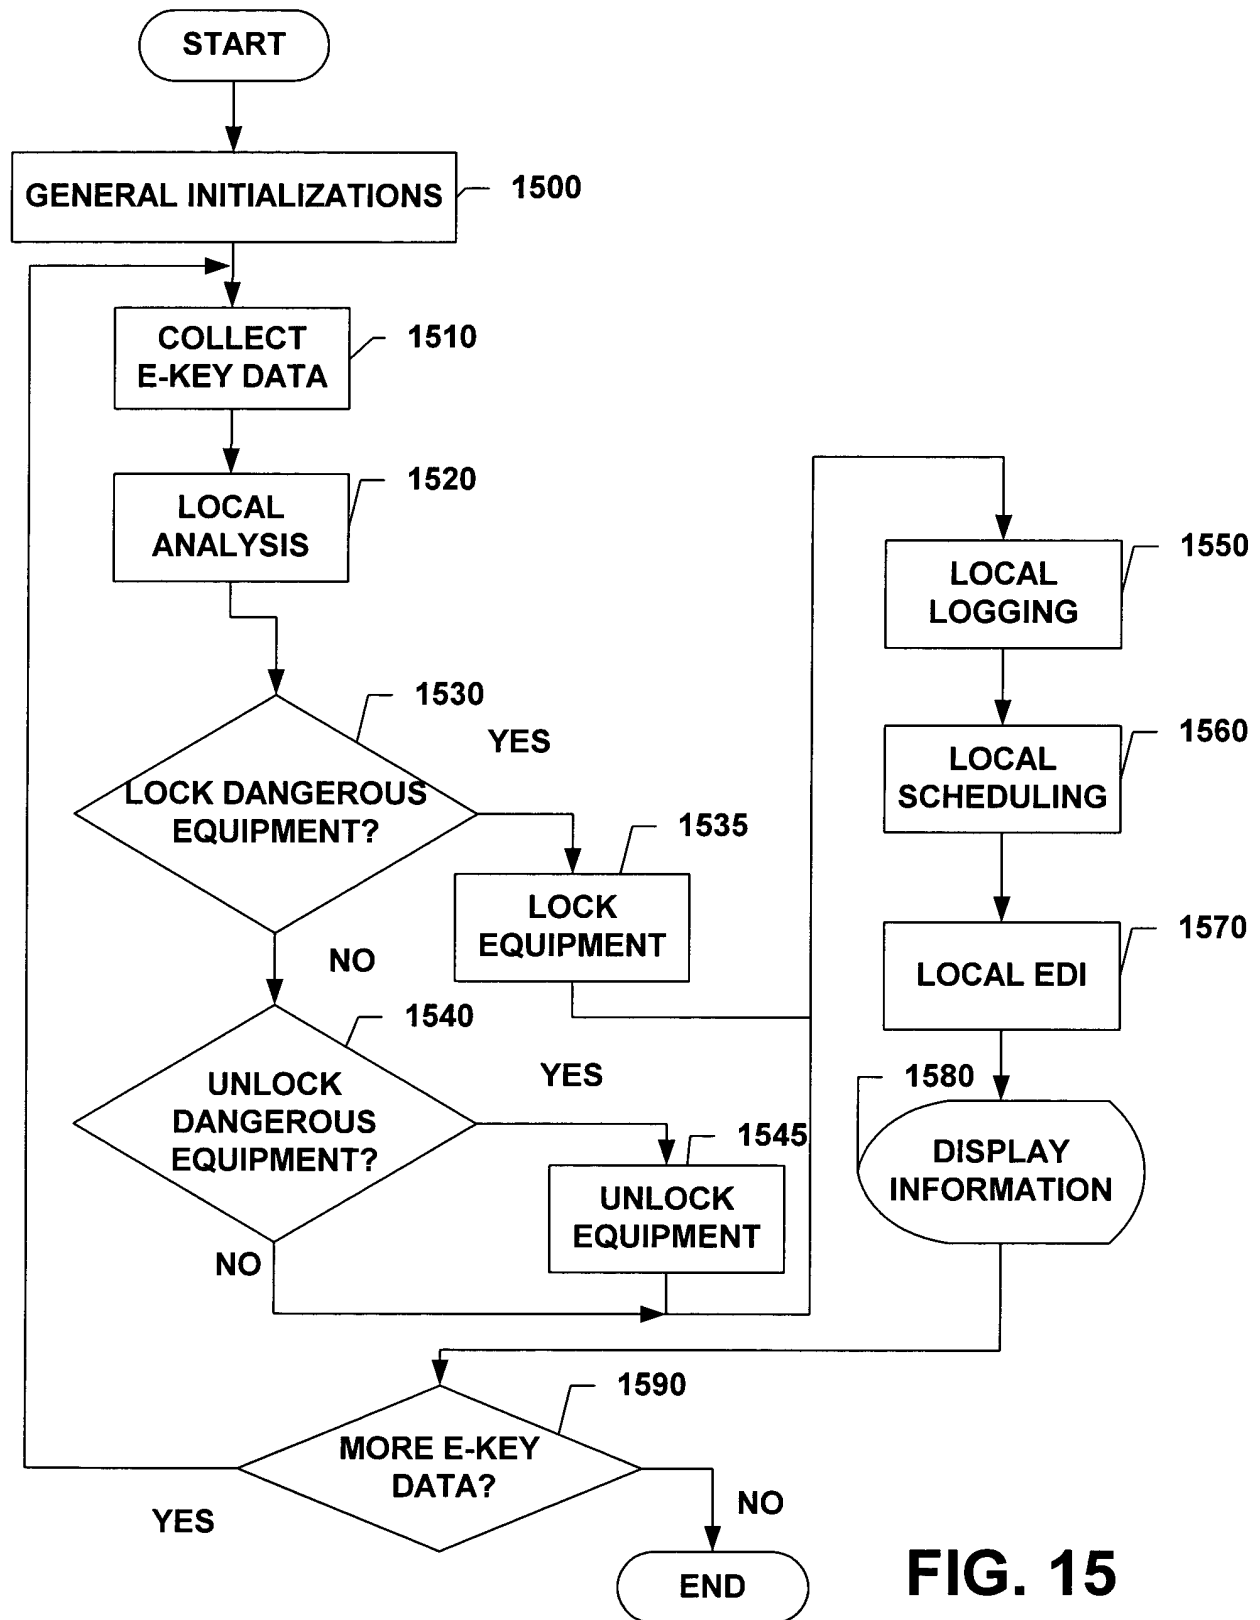 START
GENERAL INITIALIZATIONS
1500
COLLECT
E-KEY DATA
1510
LOCAL
ANALYSIS
1520
LOCK DANGEROUS
EQUIPMENT?
1530
YES
LOCK
EQUIPMENT
1535
NO
UNLOCK
DANGEROUS
EQUIPMENT?
1540
YES
UNLOCK
EQUIPMENT
1545
NO
LOCAL
LOGGING
1550
LOCAL
SCHEDULING
1560
LOCAL EDI
1570
DISPLAY
INFORMATION
1580
MORE E-KEY
DATA?
1590
YES
NO
END
FIG. 15